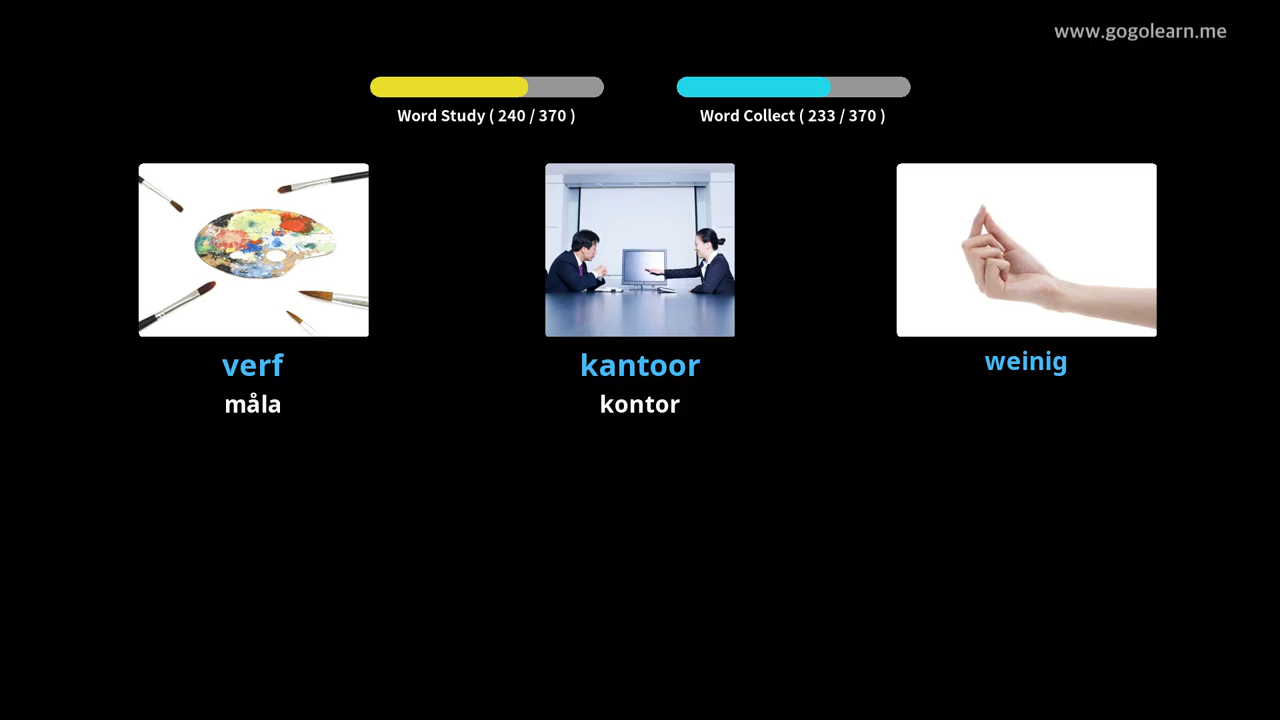 www.gogolearn.me
Word Study ( 240 / 370 )
Word Collect ( 233 / 370 )
verf
måla
kantoor
kontor
weinig